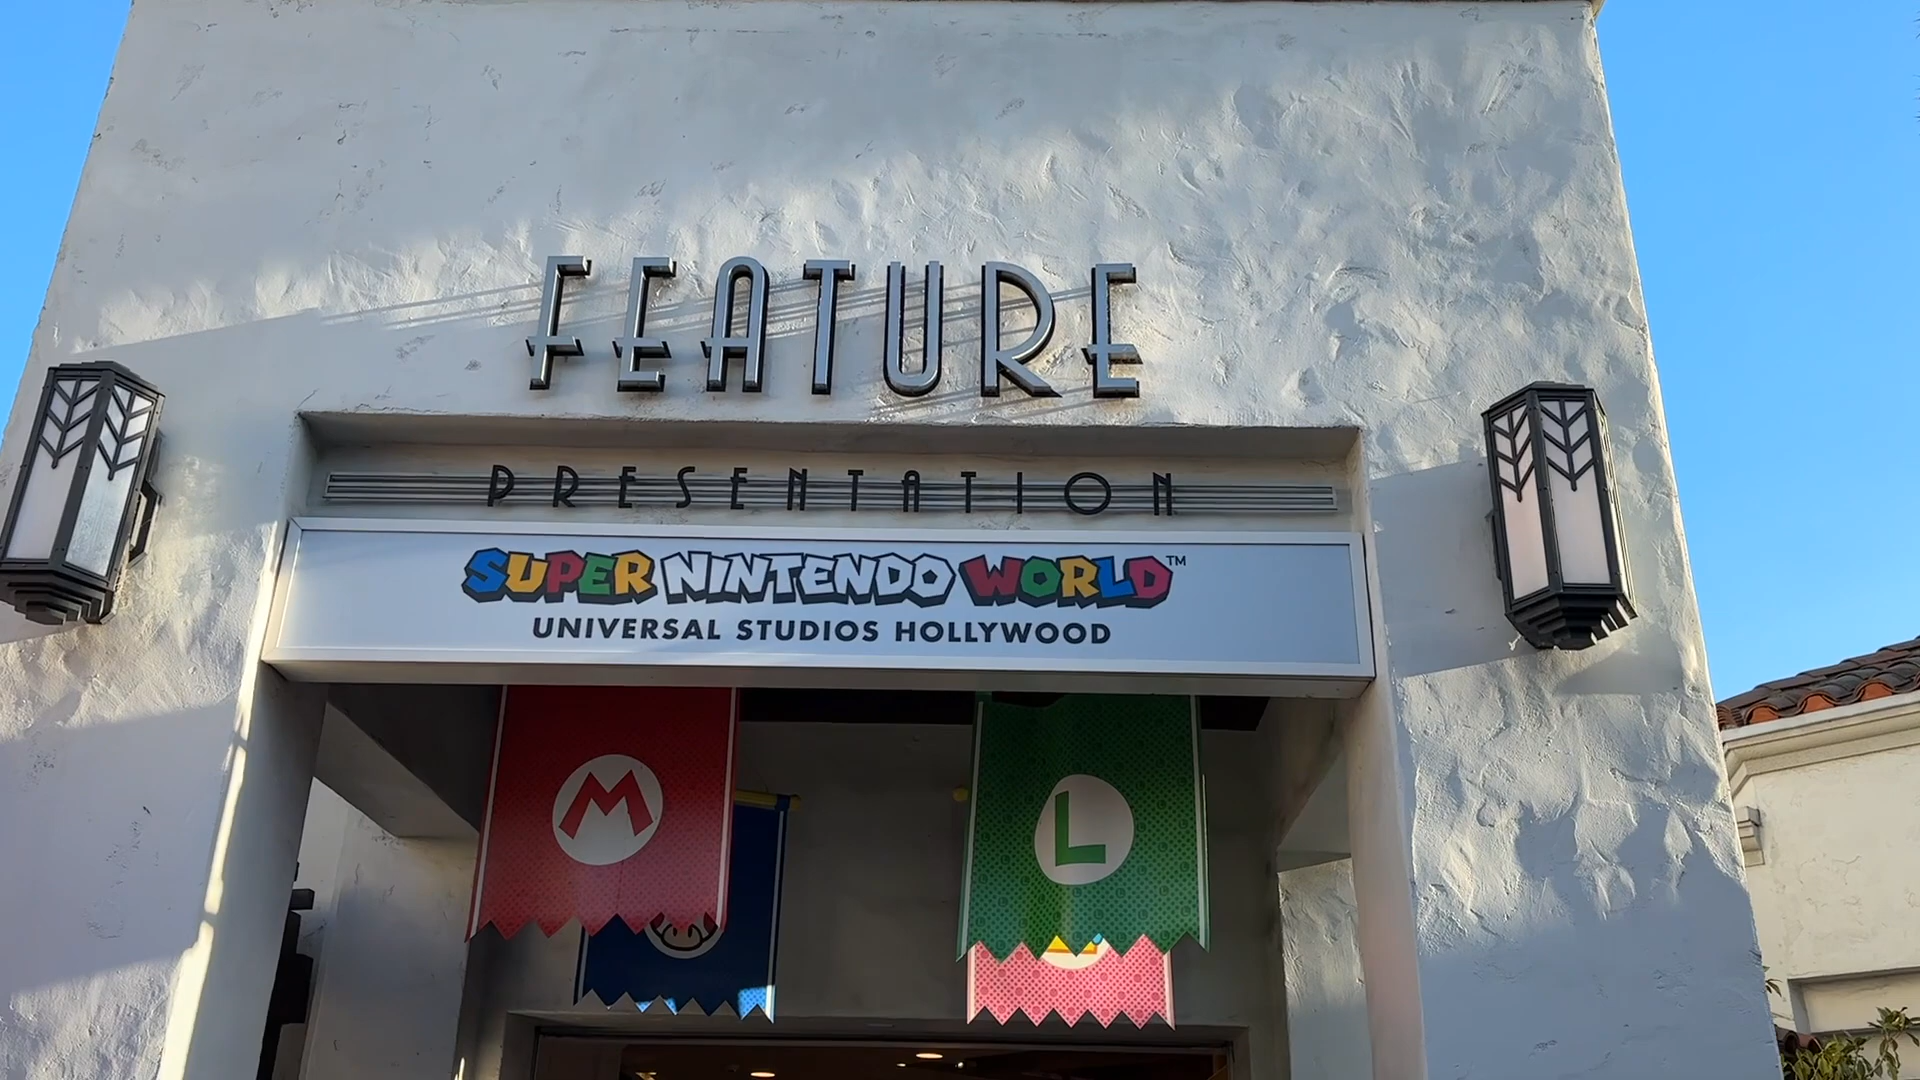 FEATURE
PRESENTATION
SUPER NINTENDO WORLD™
UNIVERSAL STUDIOS HOLLYWOOD
M
L